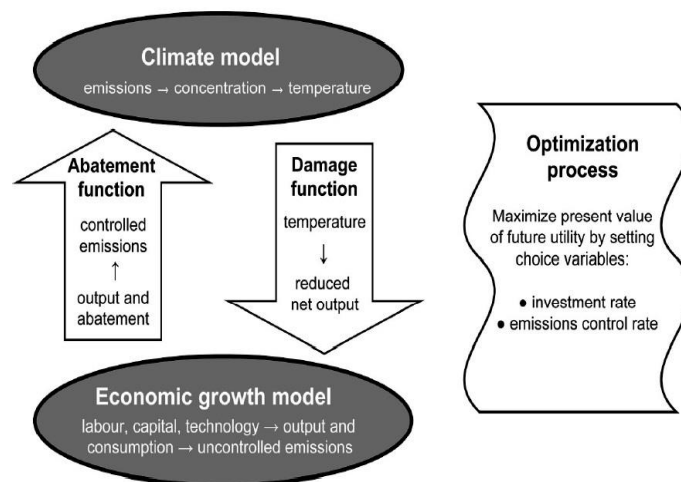 Climate model
emissions → concentration → temperature
Abatement
function
controlled
emissions
↑
output and
abatement
Damage
function
temperature
↓
reduced
net output
Optimization
process
Maximize present value
of future utility by setting
choice variables:
● investment rate
● emissions control rate
Economic growth model
labour, capital, technology → output and
consumption → uncontrolled emissions